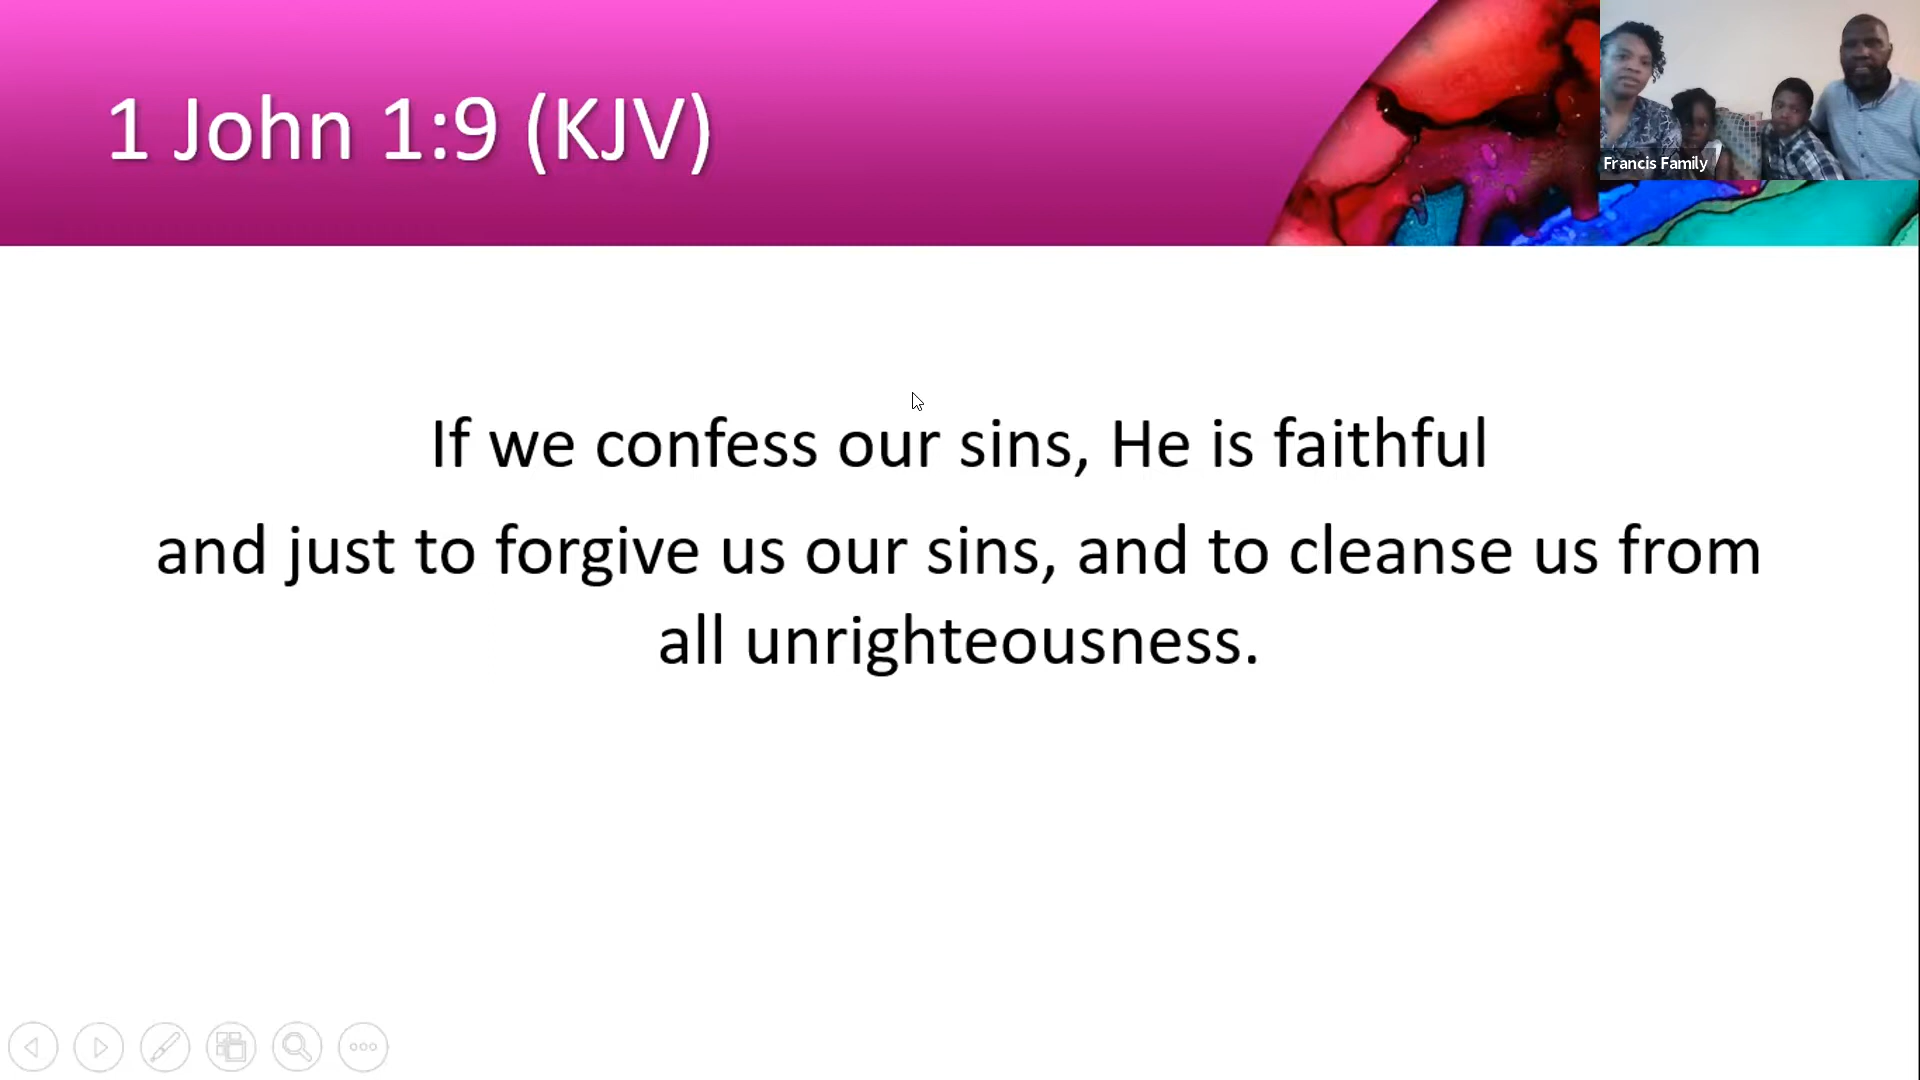 1 John 1:9 (KJV)
Francis Family
If we confess our sins, He is faithful
and just to forgive us our sins, and to cleanse us from
all unrighteousness.